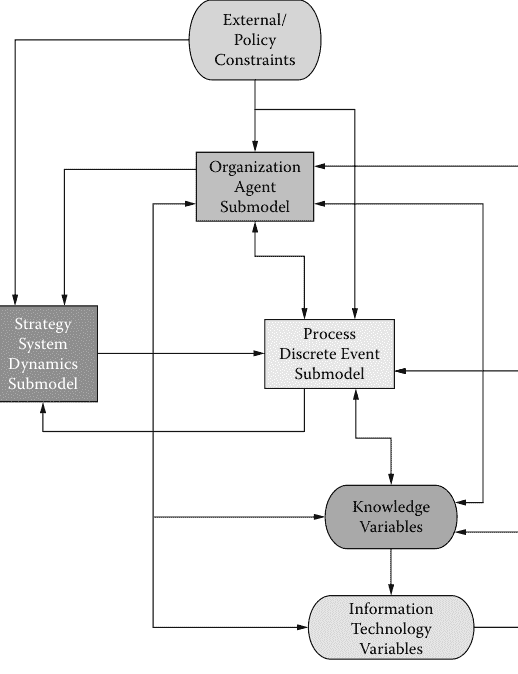 External/
Policy
Constraints
Organization
Agent
Submodel
Strategy
System
Dynamics
Submodel
Process
Discrete Event
Submodel
Knowledge
Variables
Information
Technology
Variables